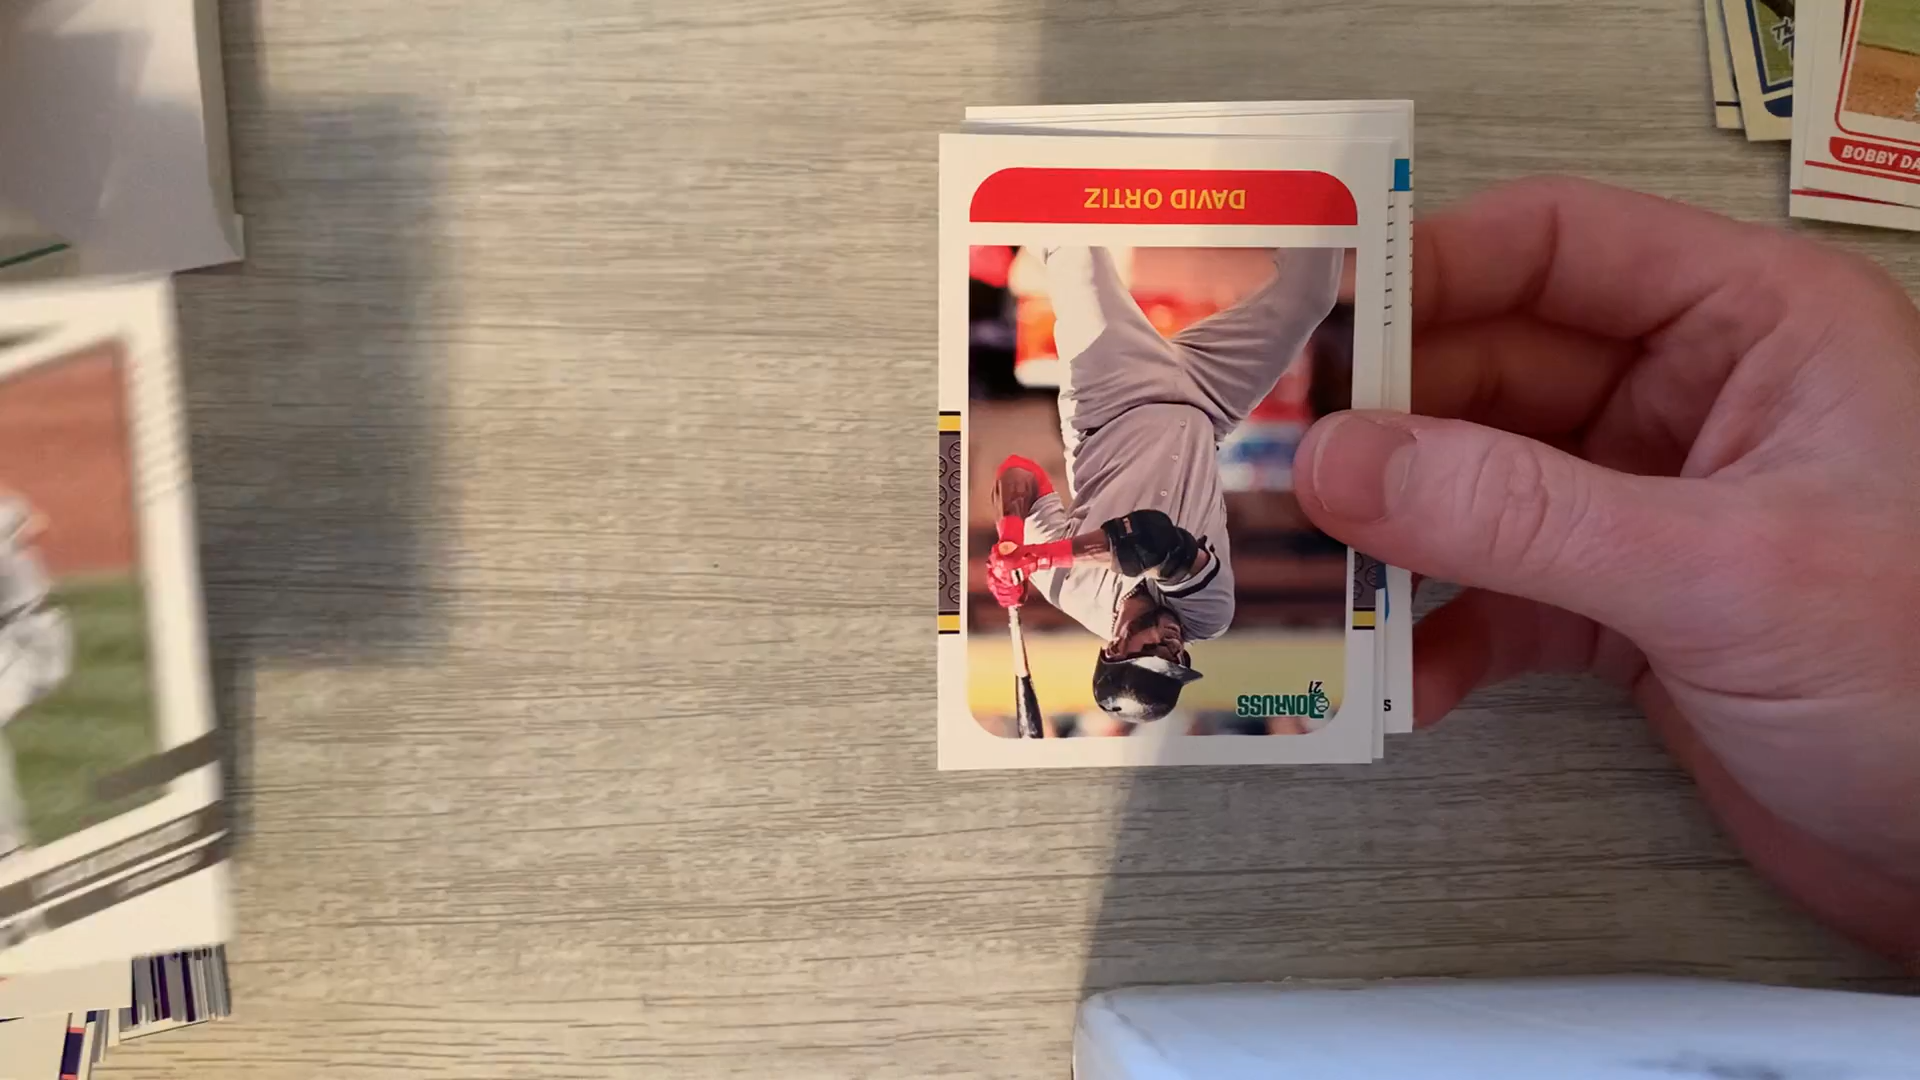 BOBBY DA
DAVID ORTIZ
21
DONRUSS
S